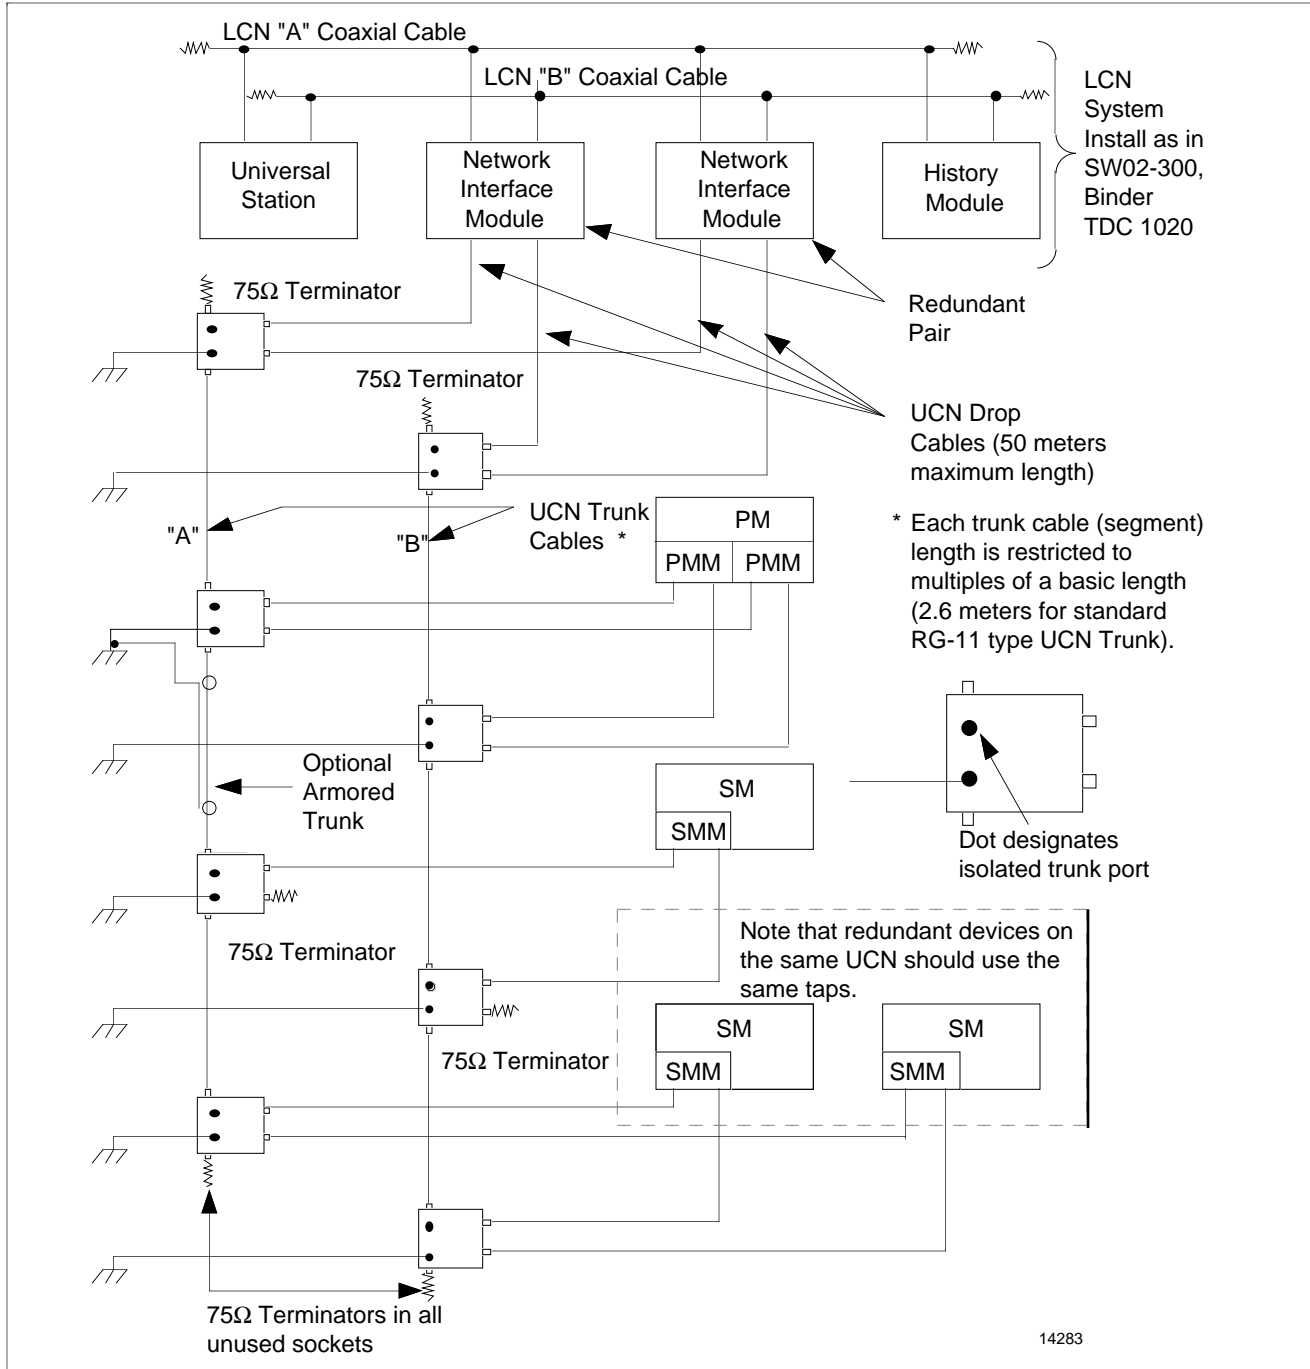 LCN "A" Coaxial Cable
LCN "B" Coaxial Cable
LCN
System
Install as in
SW02-300,
Binder
TDC 1020
Universal
Station
Network
Interface
Module
Network
Interface
Module
History
Module
75Ω Terminator
Redundant
Pair
75Ω Terminator
UCN Drop
Cables (50 meters
maximum length)
"A"
"B"
UCN Trunk
Cables *
PM
PMM
PMM
* Each trunk cable (segment)
length is restricted to
multiples of a basic length
(2.6 meters for standard
RG-11 type UCN Trunk).
Optional
Armored
Trunk
SM
SMM
Dot designates
isolated trunk port
75Ω Terminator
Note that redundant devices on
the same UCN should use the
same taps.
75Ω Terminator
SM
SMM
SM
SMM
75Ω Terminators in all
unused sockets
14283